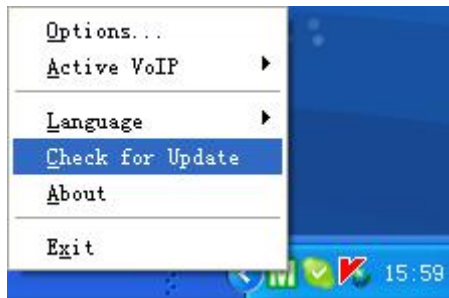 Options...
Active VoIP
Language
Check for Update
About
Exit
15:59